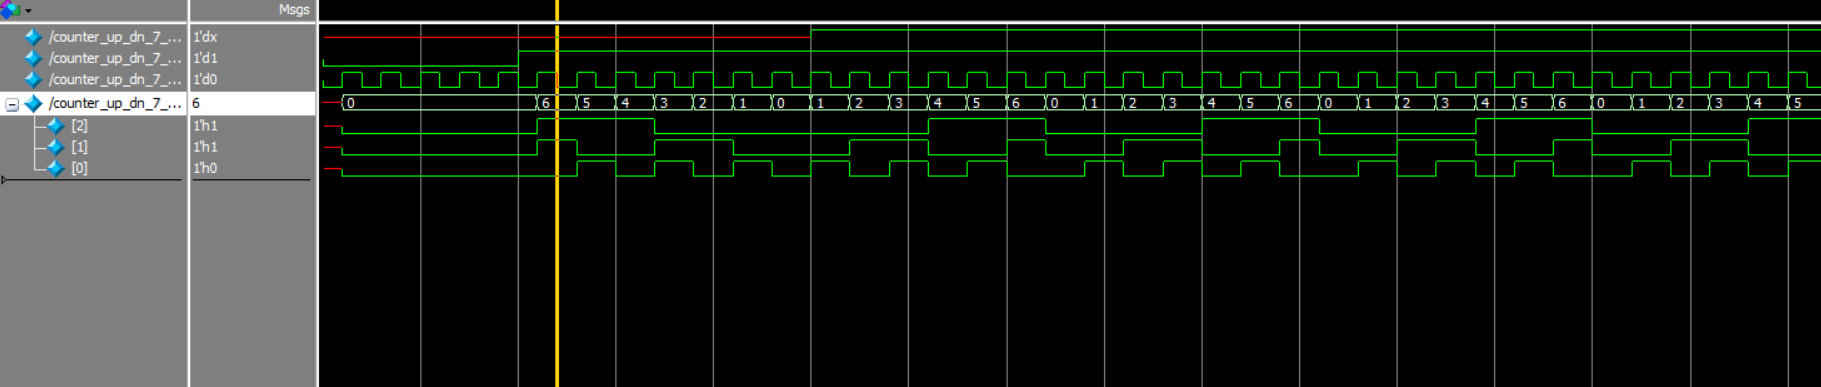 Msgs
/counter_up_dn_7_... 1'dx
/counter_up_dn_7_... 1'd1
/counter_up_dn_7_... 1'd0
/counter_up_dn_7_... 6 0 6 5 4 3 2 1 0 1 2 3 4 5 6 0 1 2 3 4 5 6 0 1 2 3 4 5 6 0 1 2 3 4 5
[2] 1'h1
[1] 1'h1
[0] 1'h0